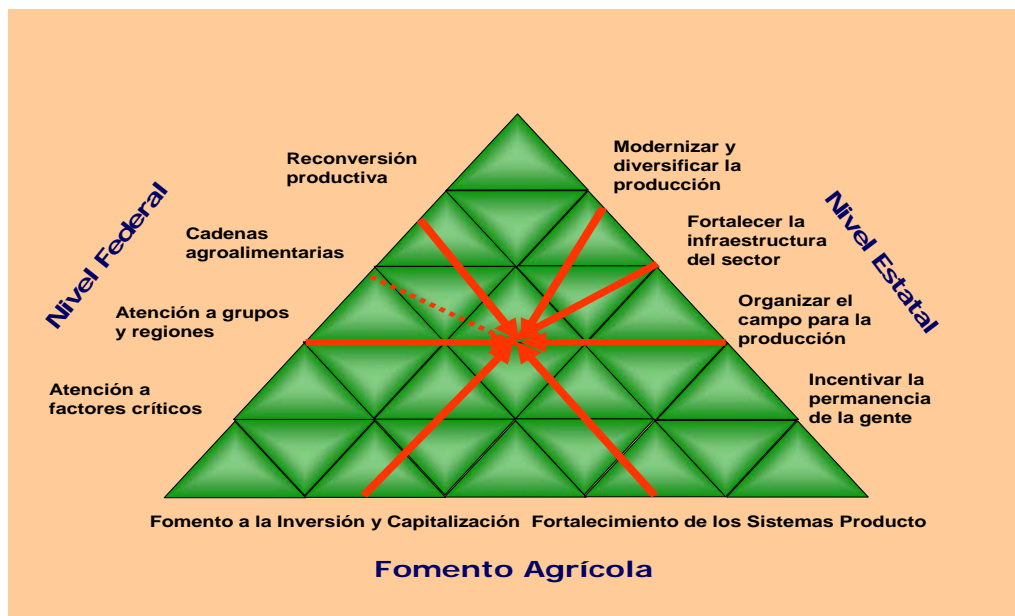 Nivel Federal
Reconversión
productiva
Cadenas
agroalimentarias
Atención a grupos
y regiones
Atención a
factores críticos
Modernizar y
diversificar la
producción
Fortalecer la
infraestructura
del sector
Organizar el
campo para la
producción
Incentivar la
permanencia
de la gente
Nivel Estatal
Fomento a la Inversión y Capitalización
Fortalecimiento de los Sistemas Producto
Fomento Agrícola